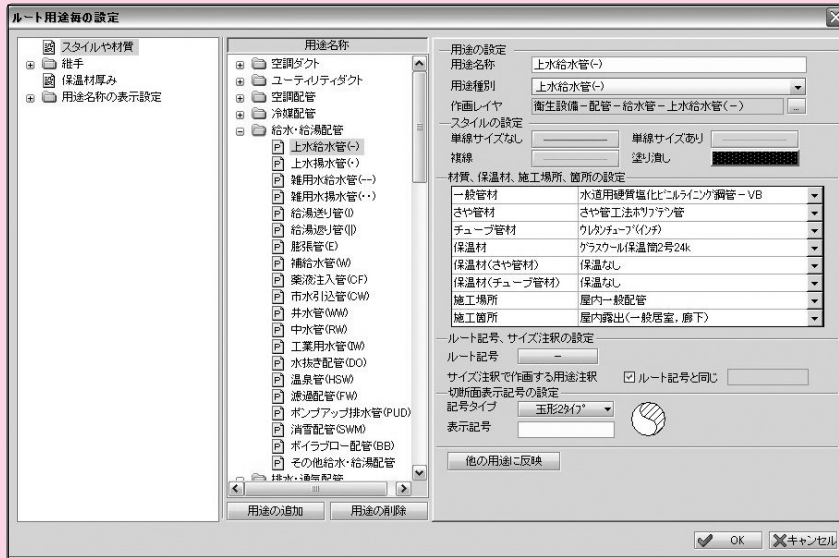 ルート用途毎の設定
スタイルや材質
継手
保温材厚み
用途名称の表示設定
用途名称
空調ダクト
ユーティリティダクト
空調配管
冷媒配管
給水・給湯配管
上水給水管(-)
上水揚水管(・)
雑用水給水管(--)
雑用水揚水管(・・)
給湯送り管(I)
給湯返り管(||)
膨張管(E)
補給水管(W)
薬液注入管(CF)
市水引込管(CW)
井水管(WW)
中水管(RW)
工業用水管(IW)
水抜き配管(DO)
温泉管(HSW)
濾過配管(FW)
ポンプアップ排水管(PUD)
消雪配管(SWM)
ボイラブロー配管(BB)
その他給水・給湯配管
排水・通気配管
用途の追加
用途の削除
用途の設定
用途名称 上水給水管(-)
用途種別 上水給水管(-)
作画レイヤ 衛生設備-配管-給水管-上水給水管(-) ...
スタイルの設定
単線サイズなし 単線サイズあり
複線 塗り潰し
材質、保温材、施工場所、箇所の設定
一般管材 水道用硬質塩化ビニルライニング鋼管-VB
さや管材 さや管工法ポリブテン管
チューブ管材 ウレタンチューブ(インチ)
保温材 グラスウール保温筒2号24k
保温材(さや管材) 保温なし
保温材(チューブ管材) 保温なし
施工場所 屋内一般配管
施工箇所 屋内露出(一般居室,廊下)
ルート記号、サイズ注釈の設定
ルート記号 -
サイズ注釈で作画する用途注釈 ルート記号と同じ
切断面表示記号の設定
記号タイプ 玉形2タイプ
表示記号
他の用途に反映
OK
キャンセル